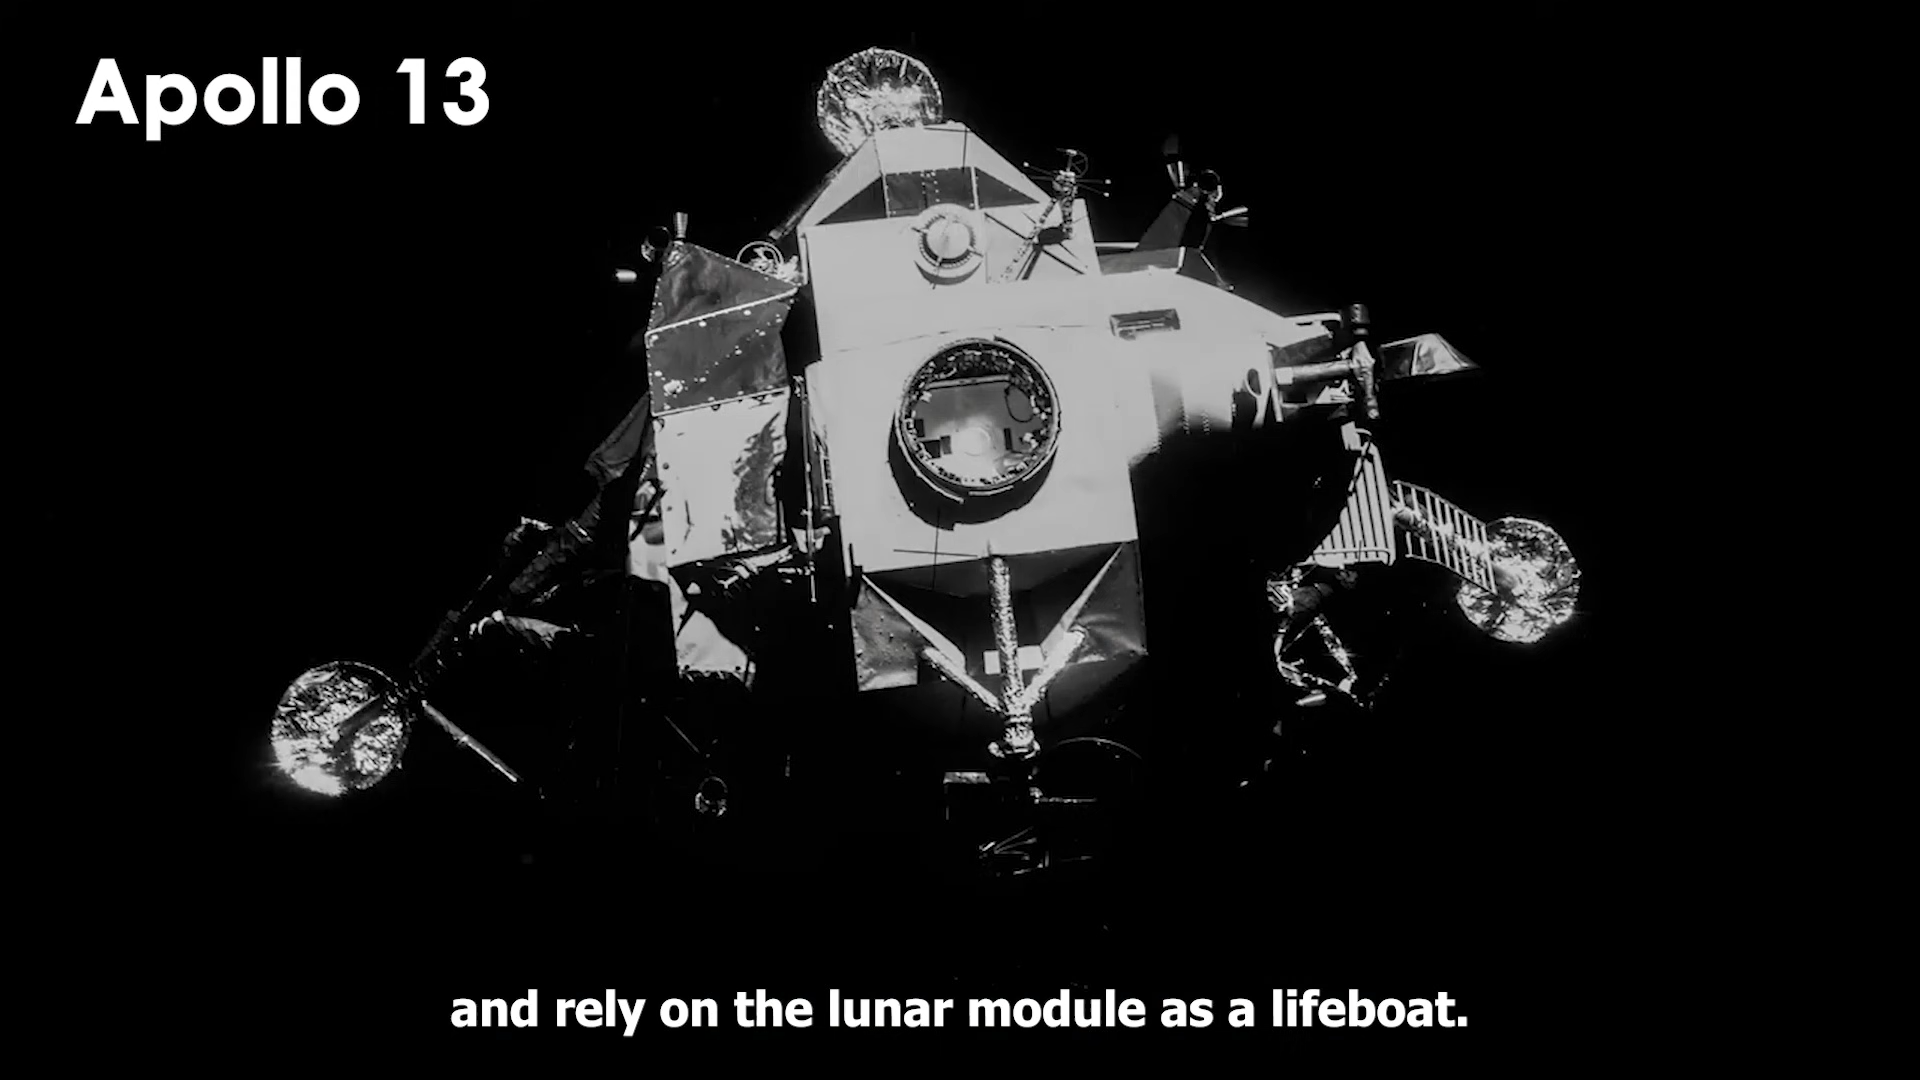 Apollo 13
and rely on the lunar module as a lifeboat.